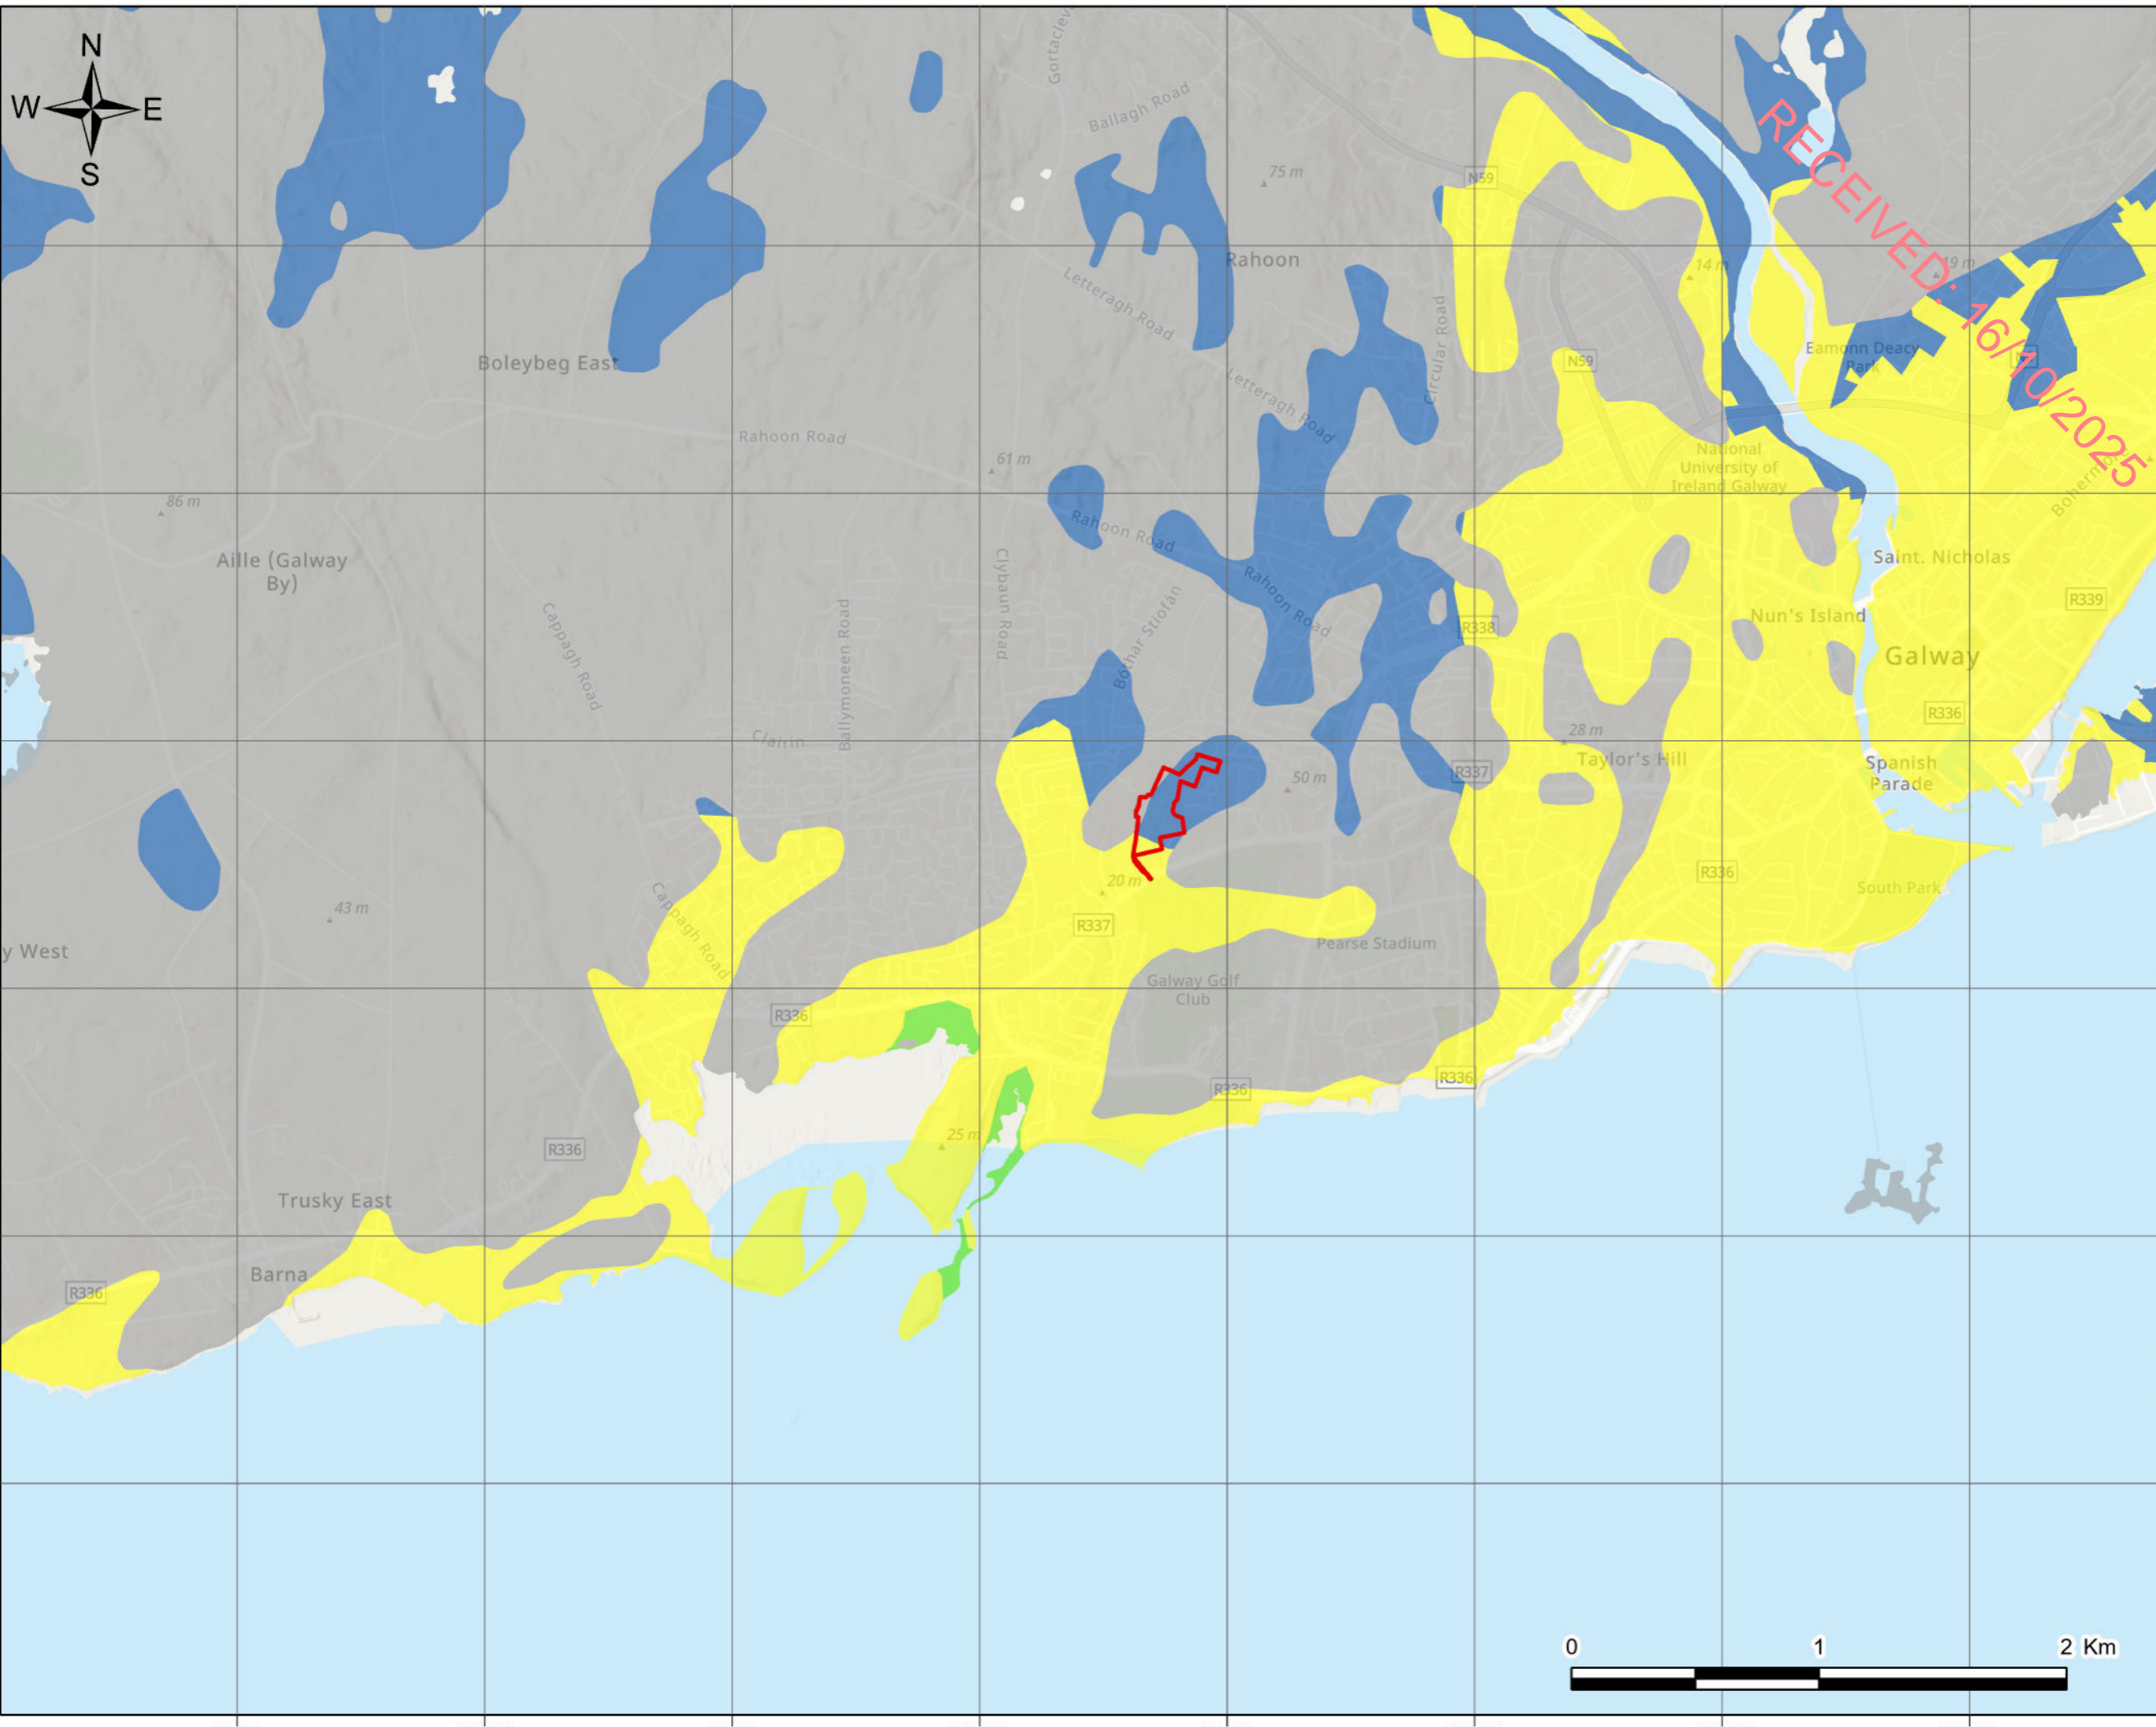 N
W E
S
Gortaclev
Ballagh Road
75 m
N59
RECEIVED: 16/10/2025
Rahoon
Letteragh Road
14 m
19 m
Circular Road
Eamonn Deacy
Park
Boleybeg East
N59
Letteragh Road
Rahoon Road
61 m
National
University of
Ireland Galway
Bohermore
86 m
Rahoon Road
Aille (Galway
By)
Saint. Nicholas
Clybaun Road
Rahoon Road
R339
Bóthar Stiofán
Cappagh Road
Ballymoneen Road
R338
Nun's Island
Galway
R336
Clairin
28 m
Taylor's Hill
50 m
R337
Spanish
Parade
20 m
R336
South Park
43 m
Cappagh Road
R337
Pearse Stadium
y West
Galway Golf
Club
R336
R336
R336
25 m
R336
Trusky East
Barna
R336
0 1 2 Km